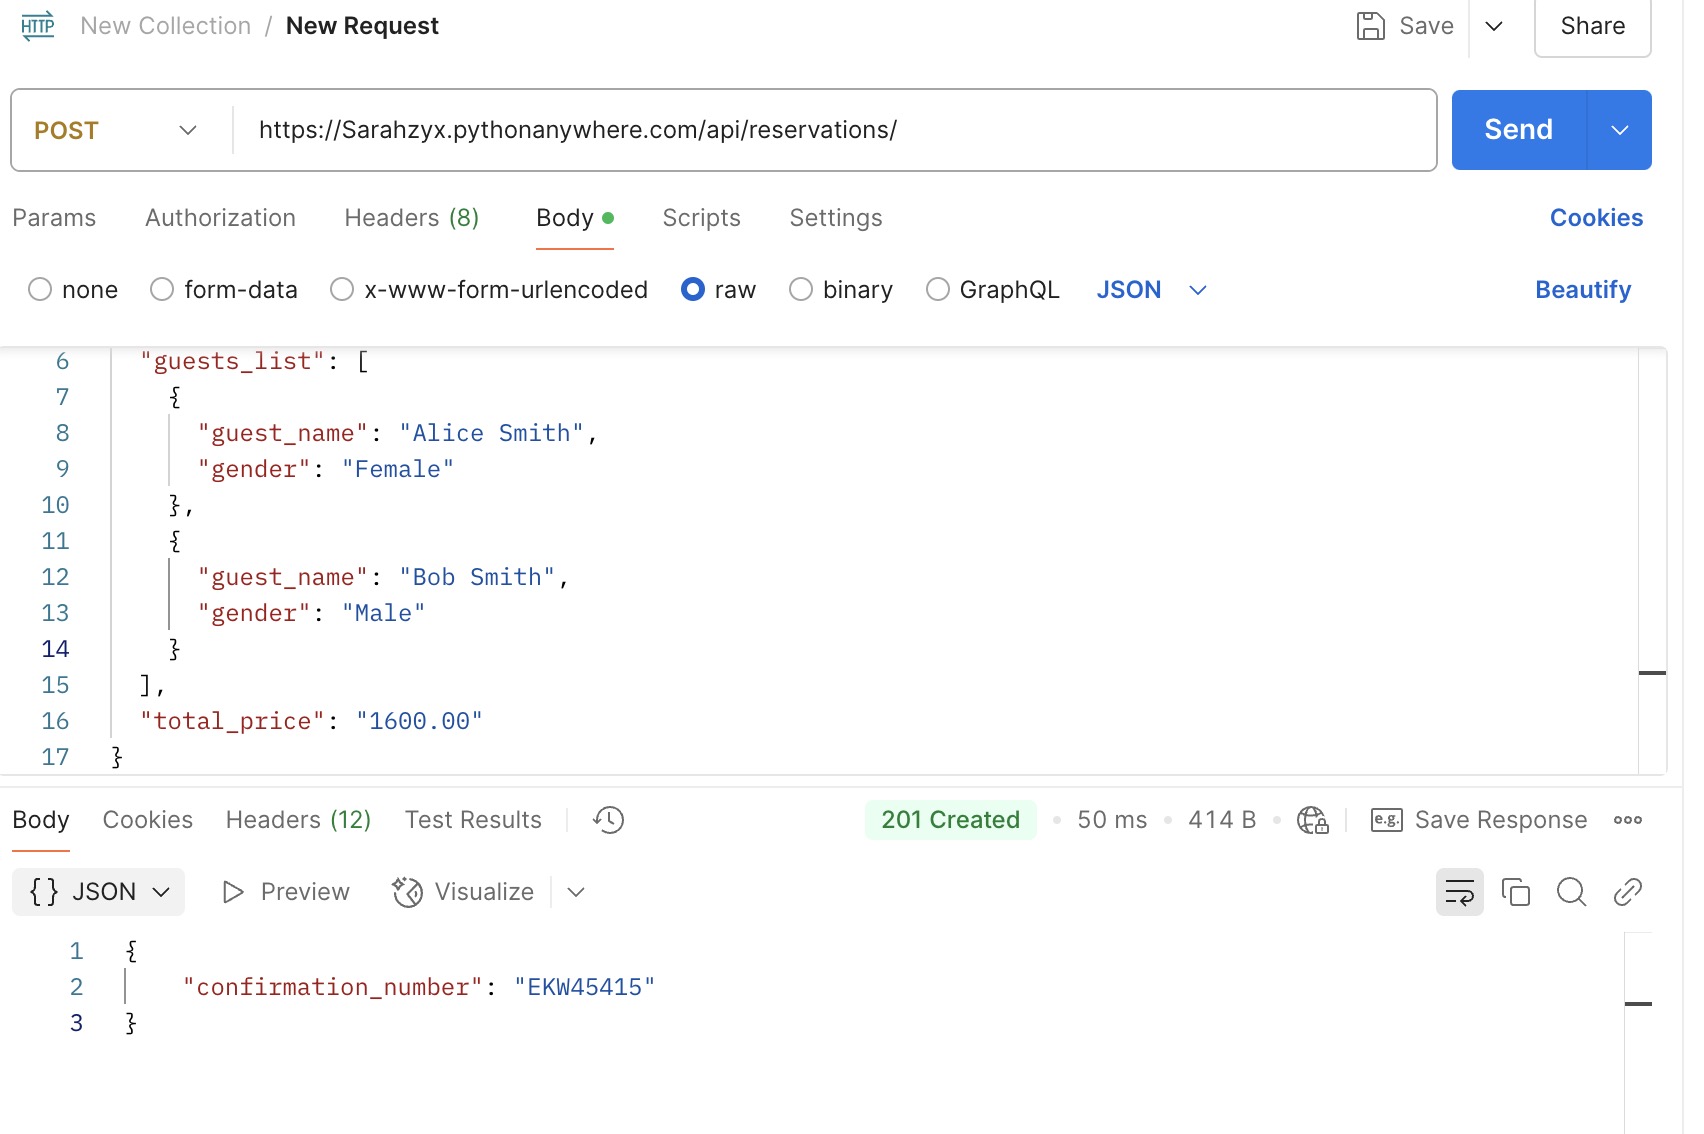 HTTP New Collection / New Request Save Share
POST https://Sarahzyx.pythonanywhere.com/api/reservations/ Send
Params Authorization Headers (8) Body Scripts Settings Cookies
none form-data x-www-form-urlencoded raw binary GraphQL JSON Beautify
6 "guests_list": [
7 {
8 "guest_name": "Alice Smith",
9 "gender": "Female"
10 },
11 {
12 "guest_name": "Bob Smith",
13 "gender": "Male"
14 }
15 ],
16 "total_price": "1600.00"
17 }
Body Cookies Headers (12) Test Results 201 Created • 50 ms • 414 B • e.g. Save Response
{} JSON Preview Visualize
1 {
2 "confirmation_number": "EKW45415"
3 }